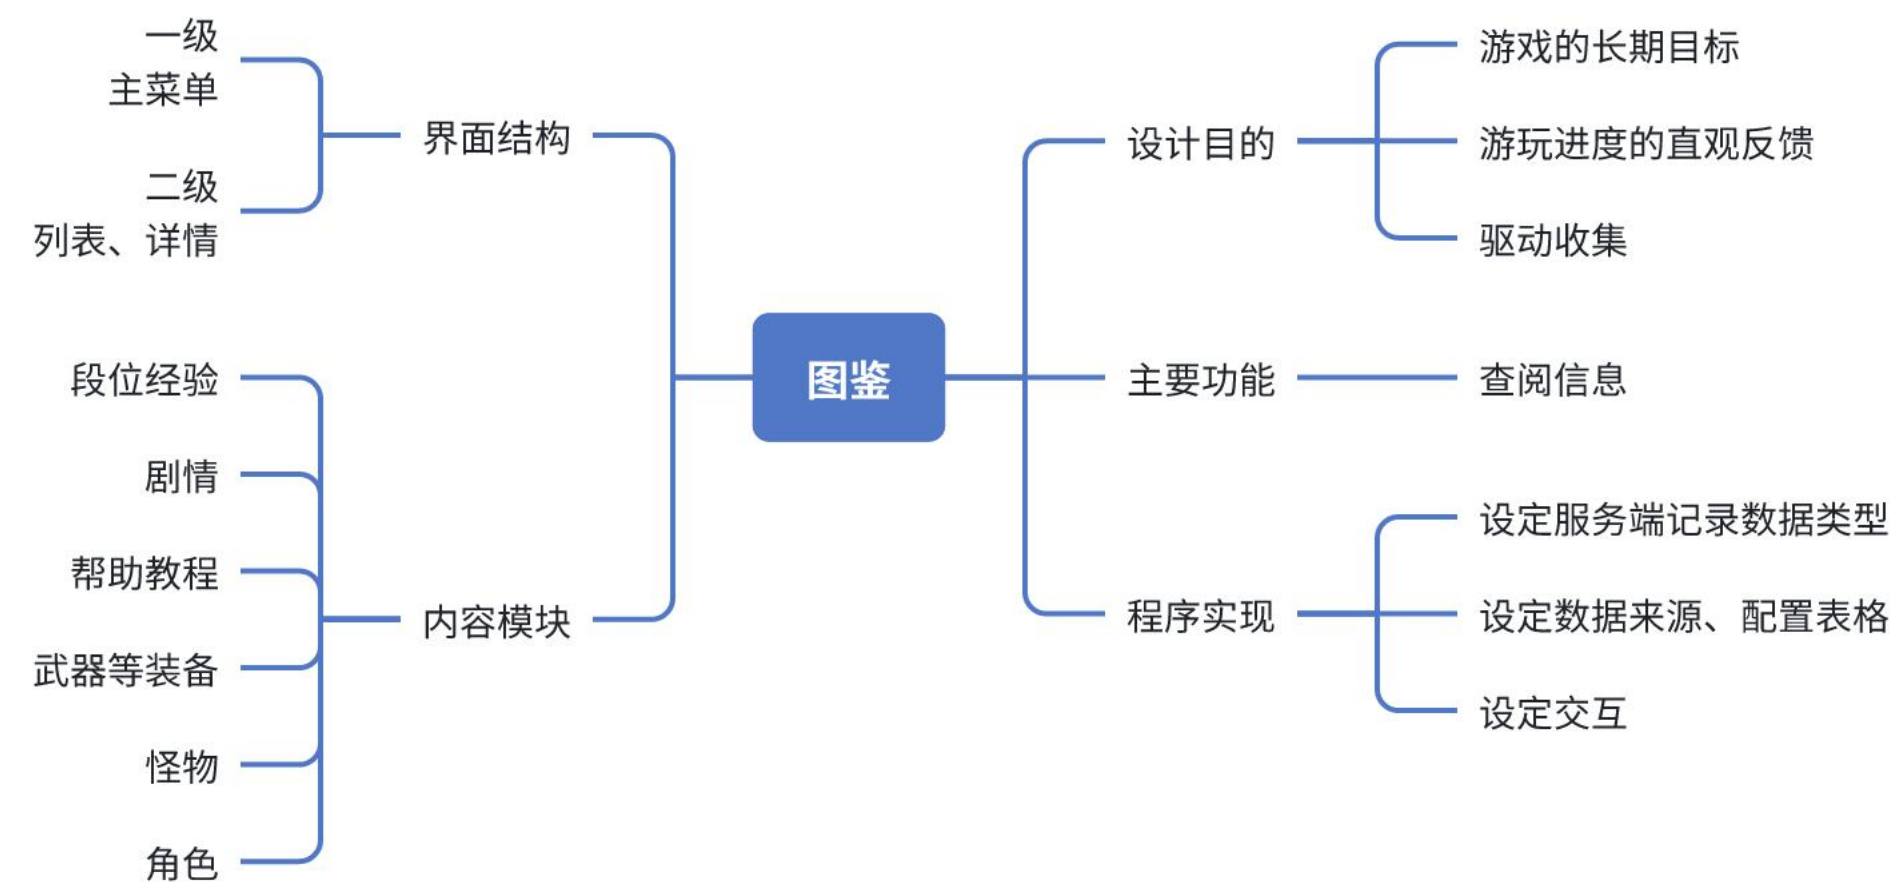 图鉴
设计目的
游戏的长期目标
游玩进度的直观反馈
驱动收集
主要功能
查阅信息
程序实现
设定服务端记录数据类型
设定数据来源、配置表格
设定交互
界面结构
一级
主菜单
二级
列表、详情
内容模块
段位经验
剧情
帮助教程
武器等装备
怪物
角色